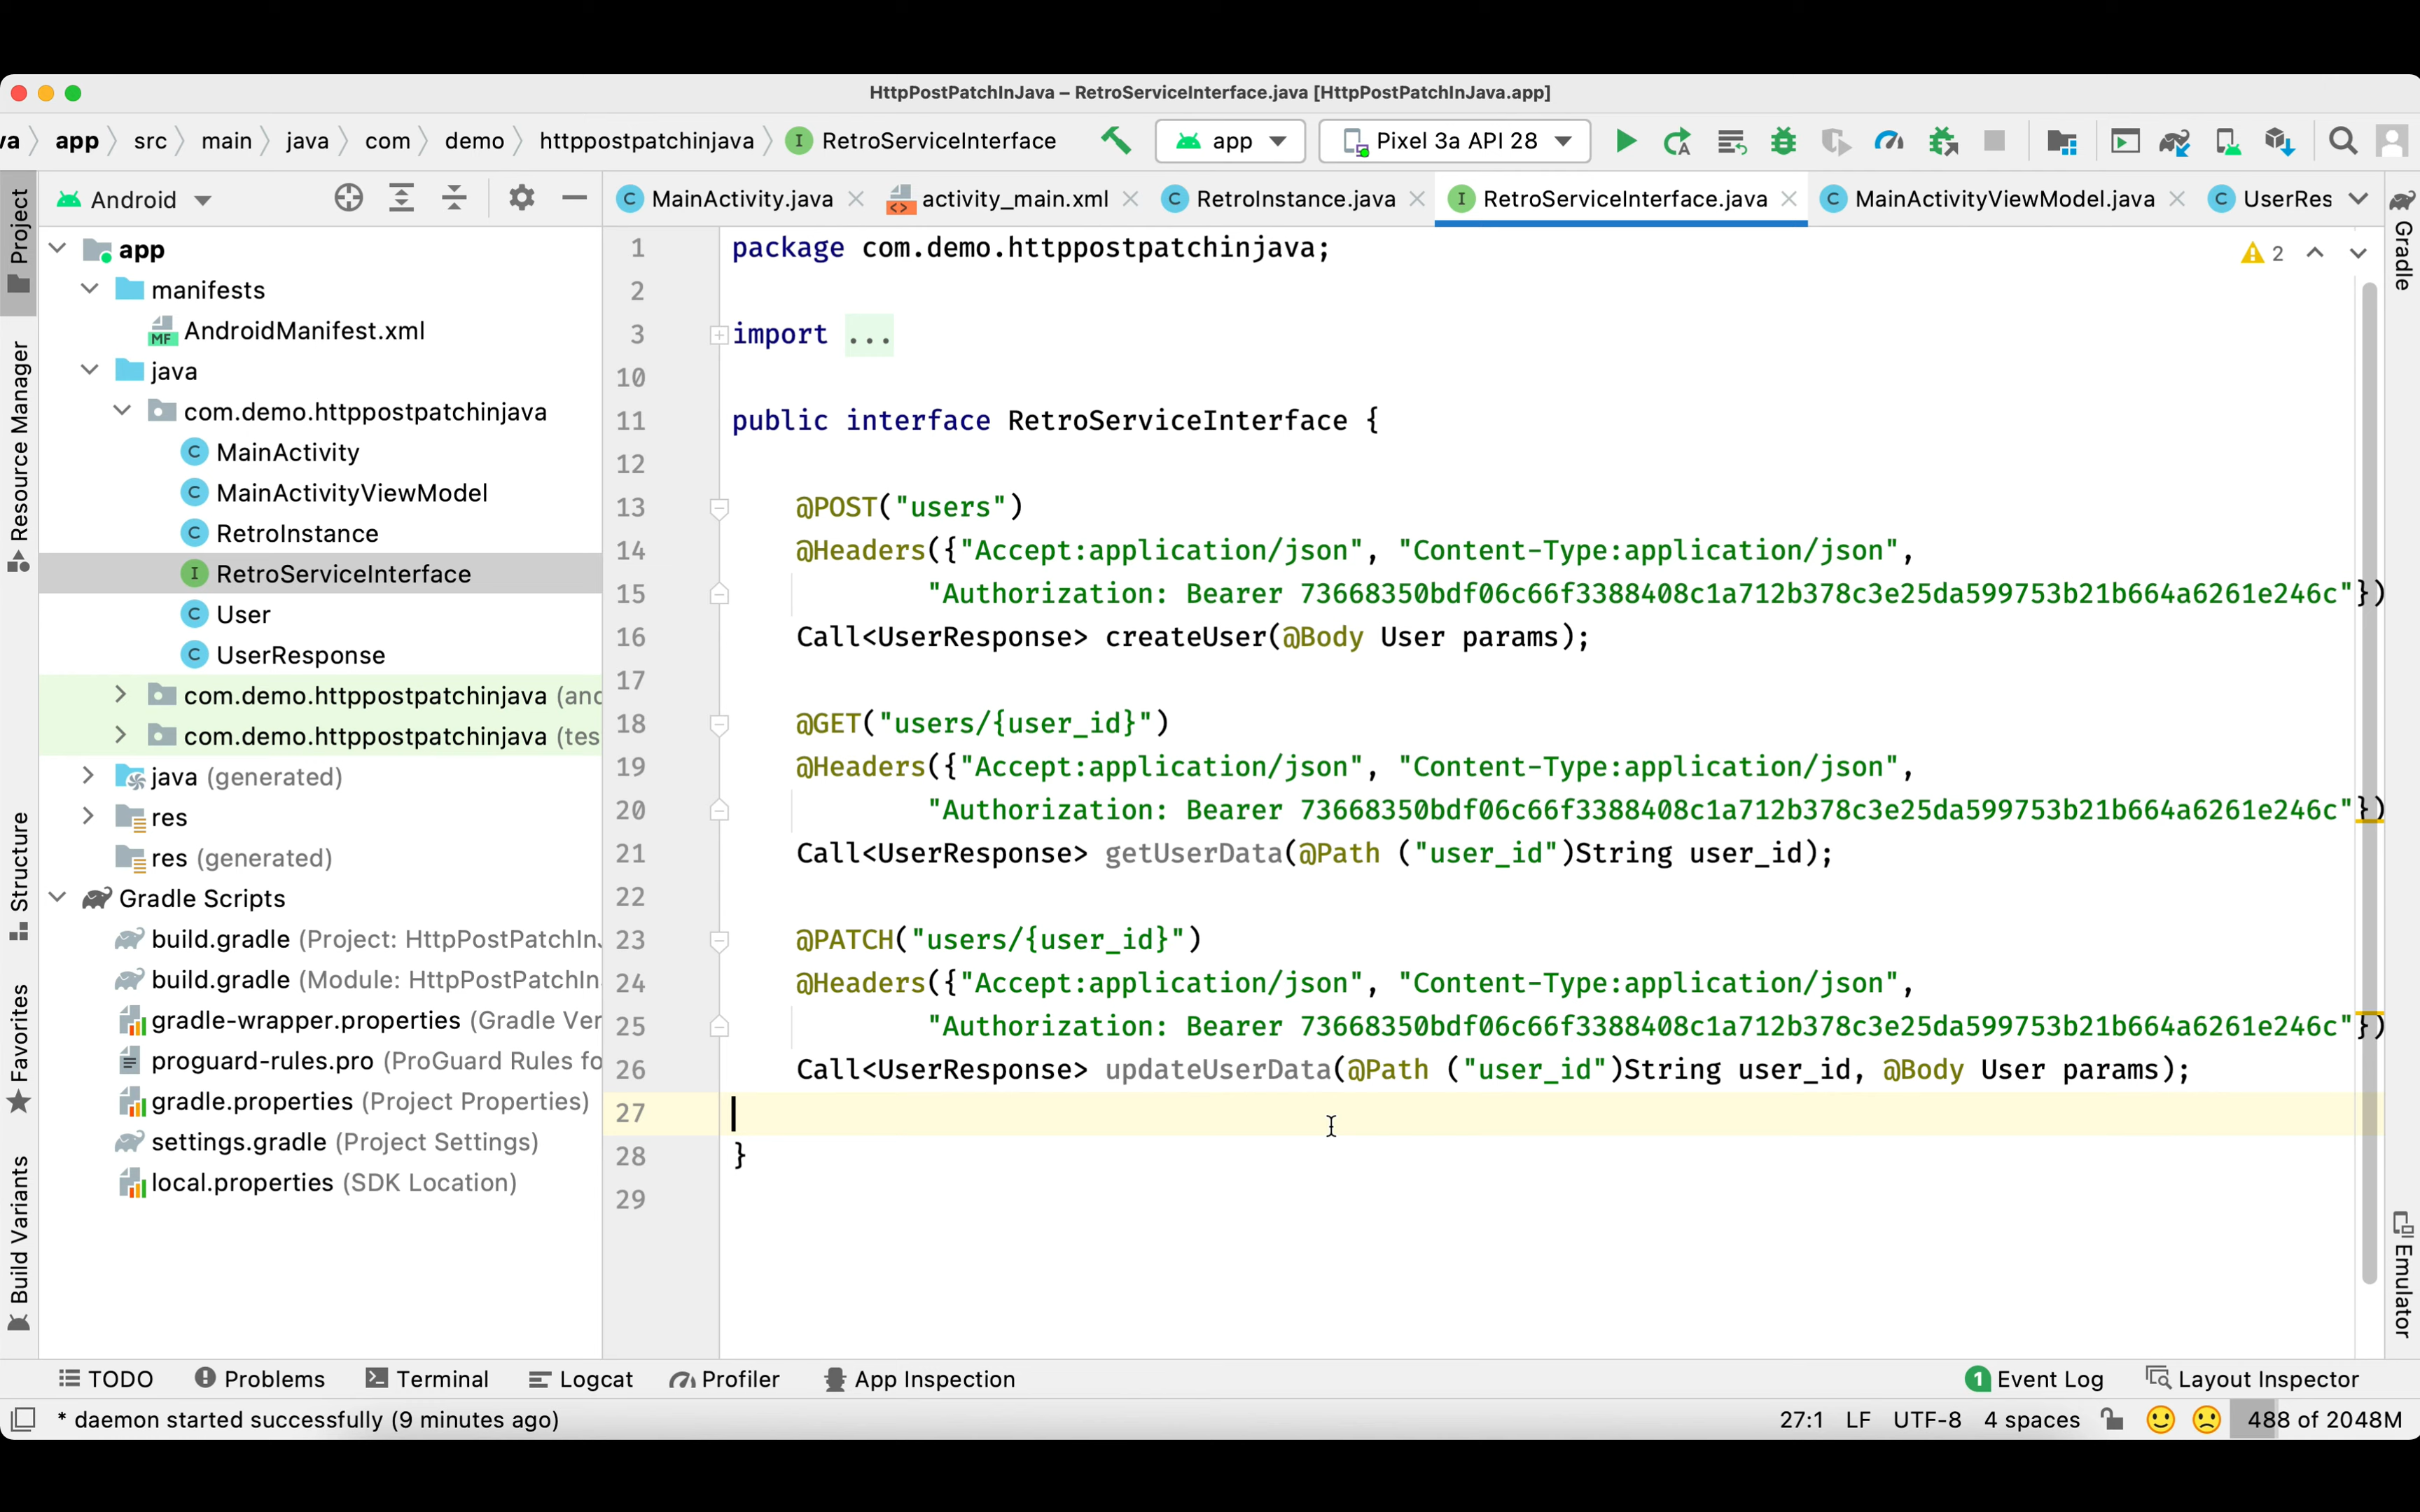 HttpPostPatchInJava – RetroServiceInterface.java [HttpPostPatchInJava.app]
va app src main java com demo httppostpatchinjava I RetroServiceInterface app Pixel 3a API 28
Android
C MainActivity.java activity_main.xml C RetroInstance.java I RetroServiceInterface.java C MainActivityViewModel.java C UserRes
Project
Resource Manager
Structure
Favorites
Build Variants
app
manifests
MF AndroidManifest.xml
java
com.demo.httppostpatchinjava
C MainActivity
C MainActivityViewModel
C RetroInstance
I RetroServiceInterface
C User
C UserResponse
com.demo.httppostpatchinjava (and
com.demo.httppostpatchinjava (tes
java (generated)
res
res (generated)
Gradle Scripts
build.gradle (Project: HttpPostPatchInJ
build.gradle (Module: HttpPostPatchIn
gradle-wrapper.properties (Gradle Ver
proguard-rules.pro (ProGuard Rules fo
gradle.properties (Project Properties)
settings.gradle (Project Settings)
local.properties (SDK Location)
1 package com.demo.httppostpatchinjava;
2
3 import ...
10
11 public interface RetroServiceInterface {
12
13 @POST("users")
14 @Headers({"Accept:application/json", "Content-Type:application/json",
15 "Authorization: Bearer 73668350bdf06c66f3388408c1a712b378c3e25da599753b21b664a6261e246c"})
16 Call<UserResponse> createUser(@Body User params);
17
18 @GET("users/{user_id}")
19 @Headers({"Accept:application/json", "Content-Type:application/json",
20 "Authorization: Bearer 73668350bdf06c66f3388408c1a712b378c3e25da599753b21b664a6261e246c"})
21 Call<UserResponse> getUserData(@Path ("user_id")String user_id);
22
23 @PATCH("users/{user_id}")
24 @Headers({"Accept:application/json", "Content-Type:application/json",
25 "Authorization: Bearer 73668350bdf06c66f3388408c1a712b378c3e25da599753b21b664a6261e246c"})
26 Call<UserResponse> updateUserData(@Path ("user_id")String user_id, @Body User params);
27
28 }
29
2
Gradle
Emulator
TODO Problems Terminal Logcat Profiler App Inspection 1 Event Log Layout Inspector
* daemon started successfully (9 minutes ago) 27:1 LF UTF-8 4 spaces 488 of 2048M